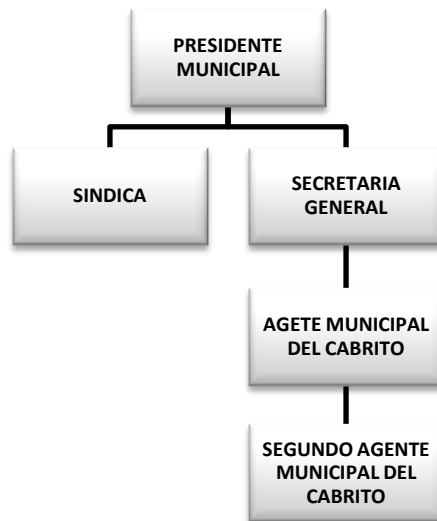 PRESIDENTE
MUNICIPAL
SINDICA
SECRETARIA
GENERAL
AGETE MUNICIPAL
DEL CABRITO
SEGUNDO AGENTE
MUNICIPAL DEL
CABRITO